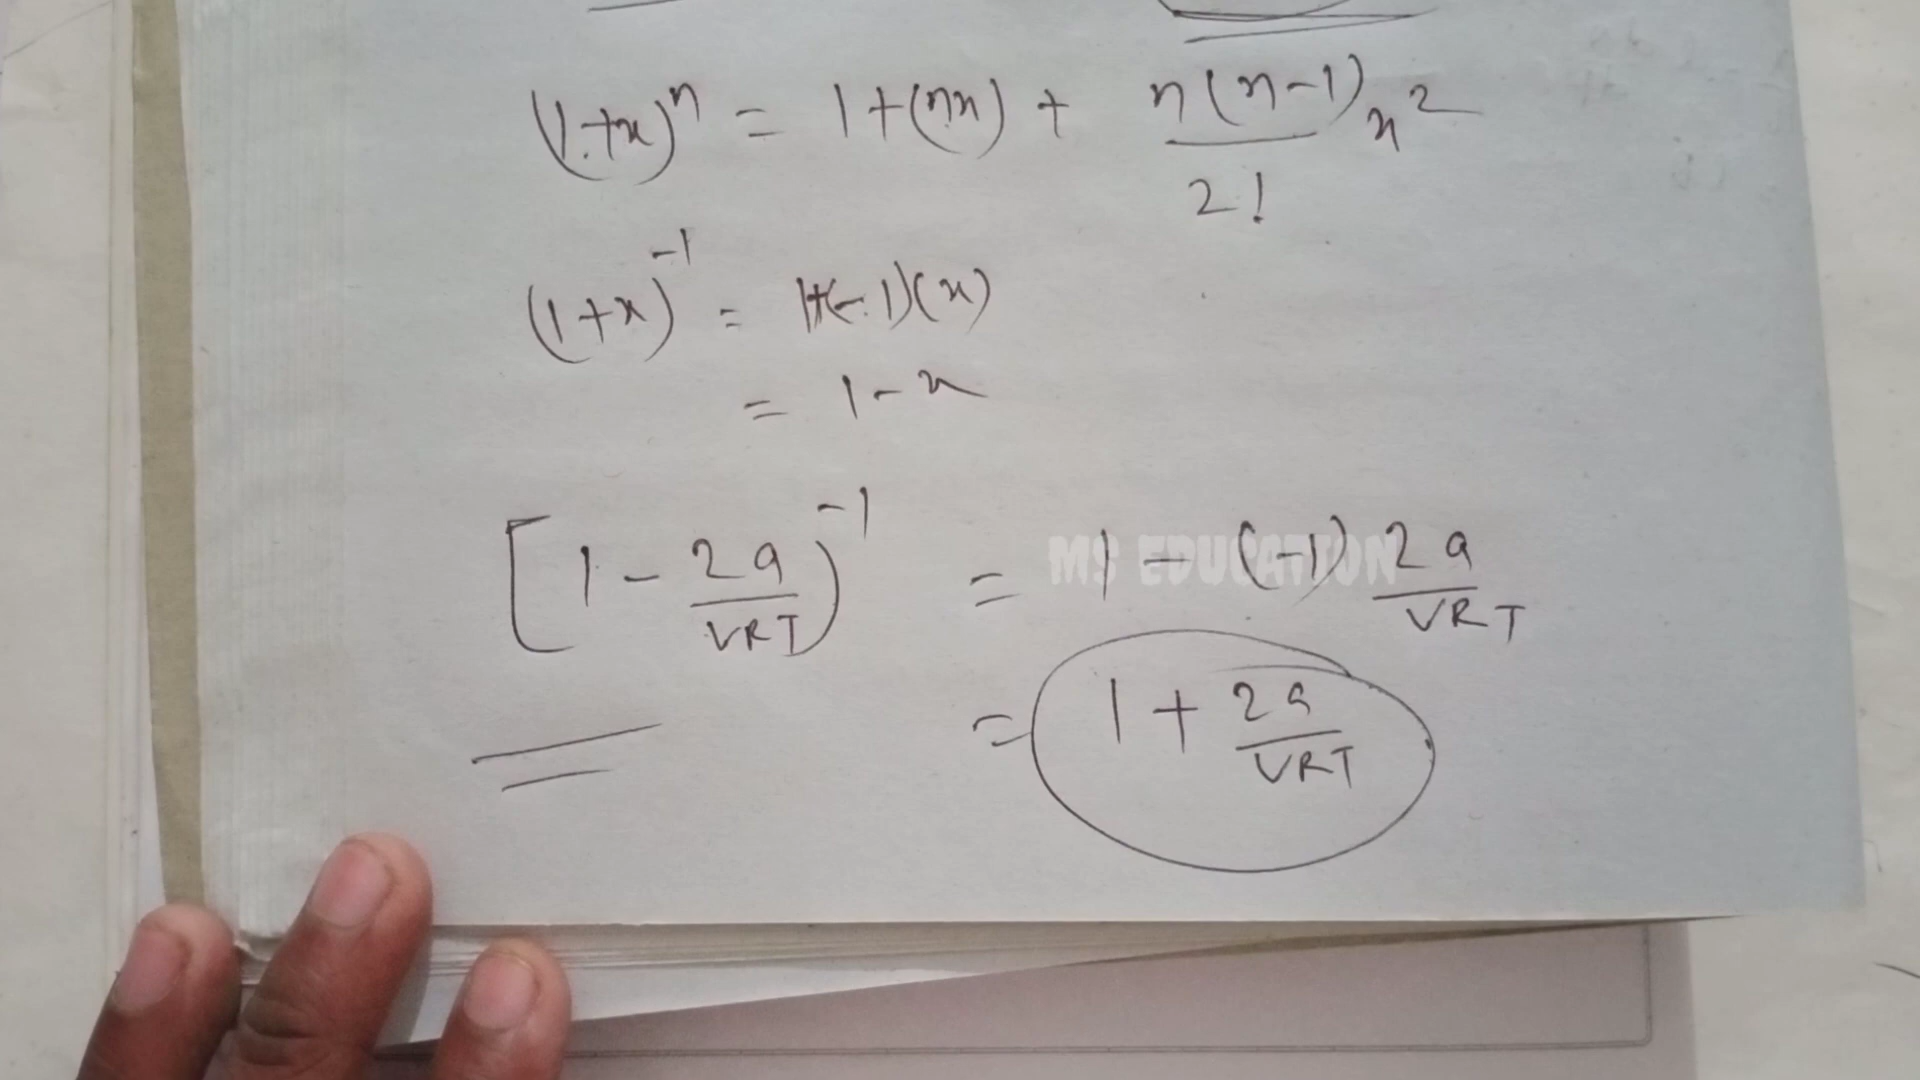 (1+x)^n = 1+(nx) + n(n-1)/2! x^2
(1+x)^-1 = 1+(-1)(x)
= 1-x
[1 - 2a/VRT)^-1 = 1 - (-1) 2a/VRT
MS EDUCATION
= 1 + 2a/VRT